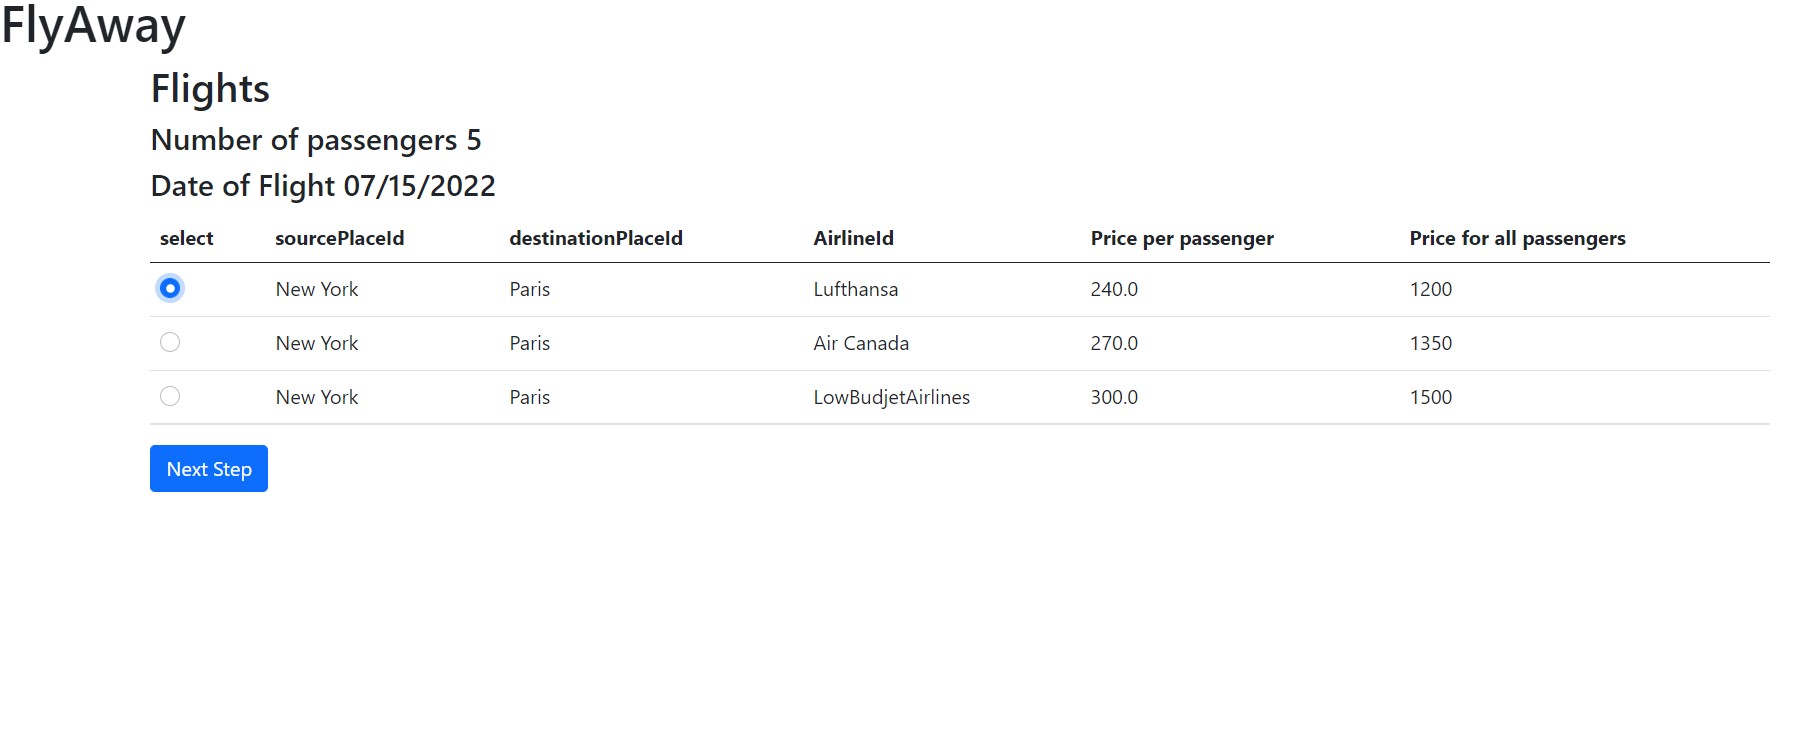 FlyAway
Flights
Number of passengers 5
Date of Flight 07/15/2022
select sourcePlaceId destinationPlaceId AirlineId Price per passenger Price for all passengers
New York Paris Lufthansa 240.0 1200
New York Paris Air Canada 270.0 1350
New York Paris LowBudjetAirlines 300.0 1500
Next Step